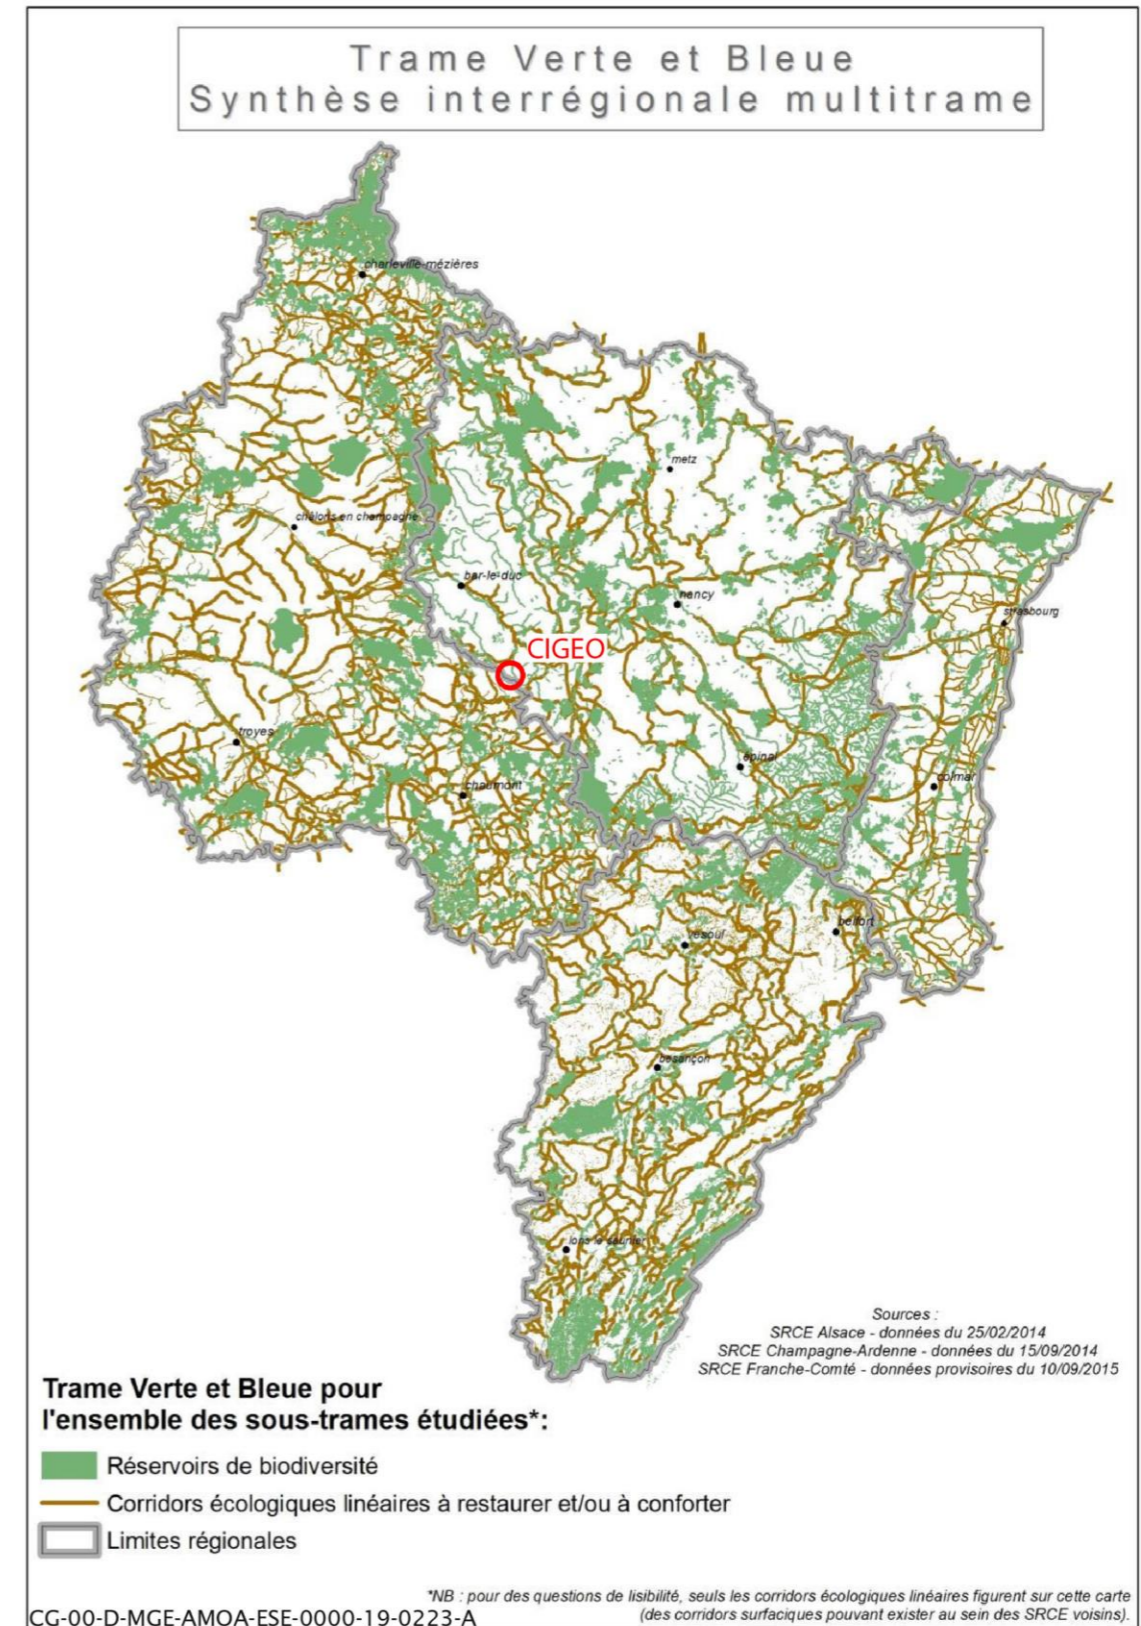 Trame Verte et Bleue
Synthèse interrégionale multitrame
charleville-mézières
metz
châlons en champagne
bar-le-duc
nancy
strasbourg
CIGEO
troyes
épinal
colmar
chaumont
belfort
vesoul
besançon
lons le saunier
Sources :
SRCE Alsace - données du 25/02/2014
SRCE Champagne-Ardenne - données du 15/09/2014
SRCE Franche-Comté - données provisoires du 10/09/2015
Trame Verte et Bleue pour
l'ensemble des sous-trames étudiées*:
Réservoirs de biodiversité
Corridors écologiques linéaires à restaurer et/ou à conforter
Limites régionales
*NB : pour des questions de lisibilité, seuls les corridors écologiques linéaires figurent sur cette carte
(des corridors surfaciques pouvant exister au sein des SRCE voisins).
CG-00-D-MGE-AMOA-ESE-0000-19-0223-A